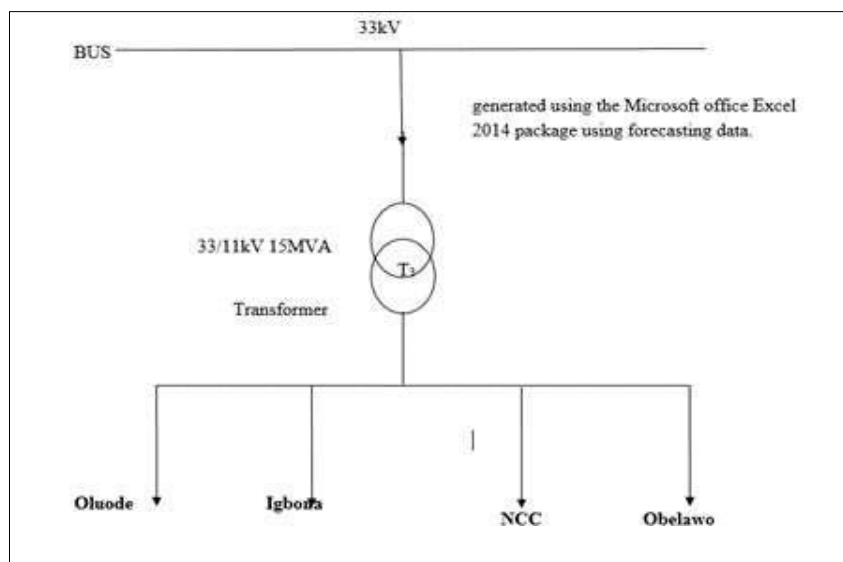 33kV
BUS
generated using the Microsoft office Excel
2014 package using forecasting data.
33/11kV 15MVA
T₃
Transformer
Oluode
Igbona
NCC
Obelawo